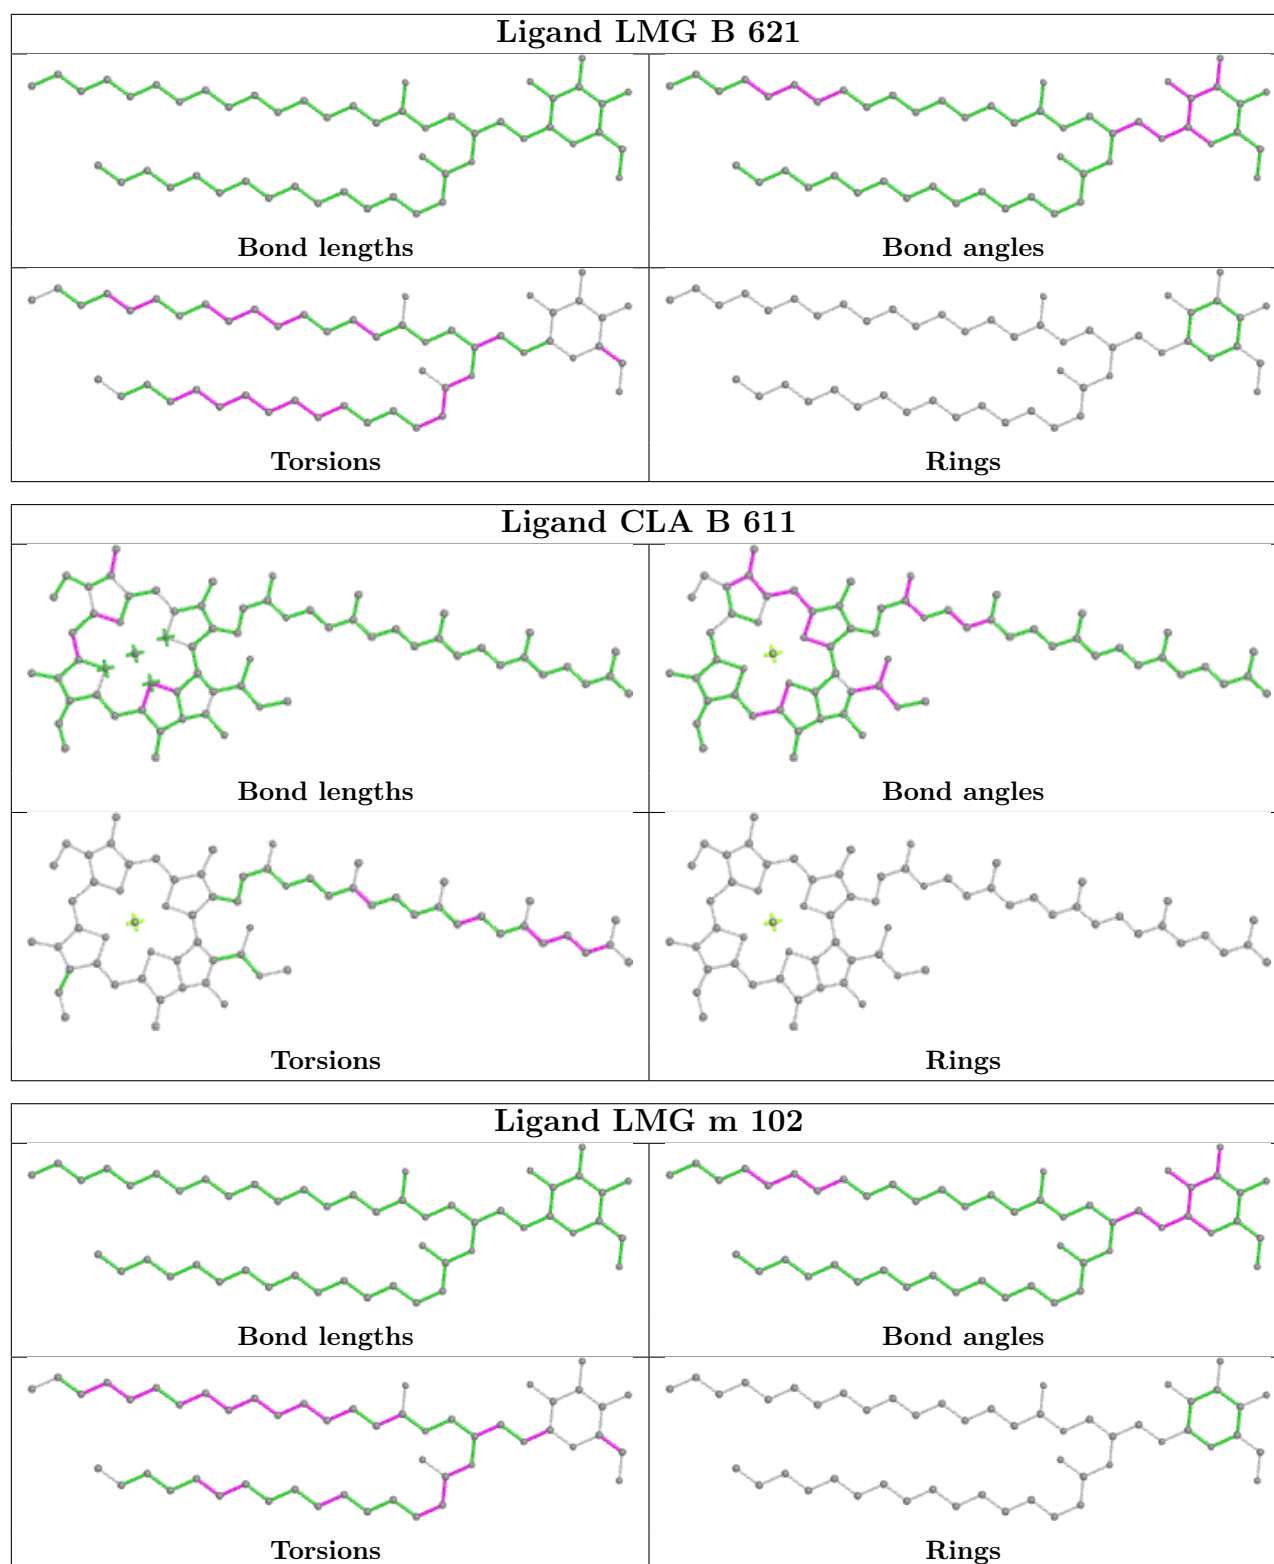 Ligand LMG B 621
Bond lengths
Bond angles
Torsions
Rings
Ligand CLA B 611
Bond lengths
Bond angles
Torsions
Rings
Ligand LMG m 102
Bond lengths
Bond angles
Torsions
Rings